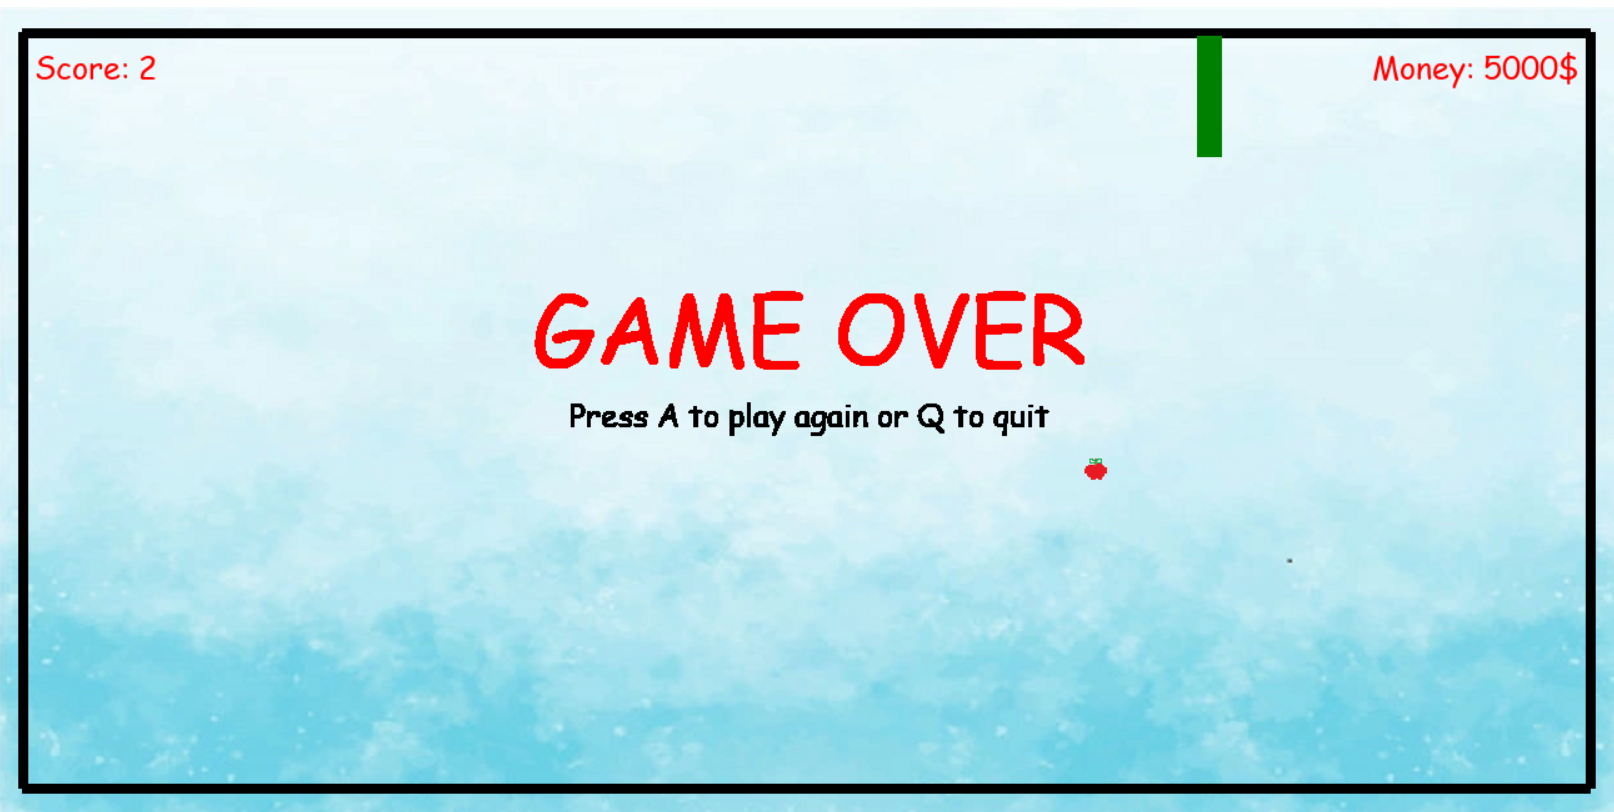 Score: 2
Money: 5000$
GAME OVER
Press A to play again or Q to quit